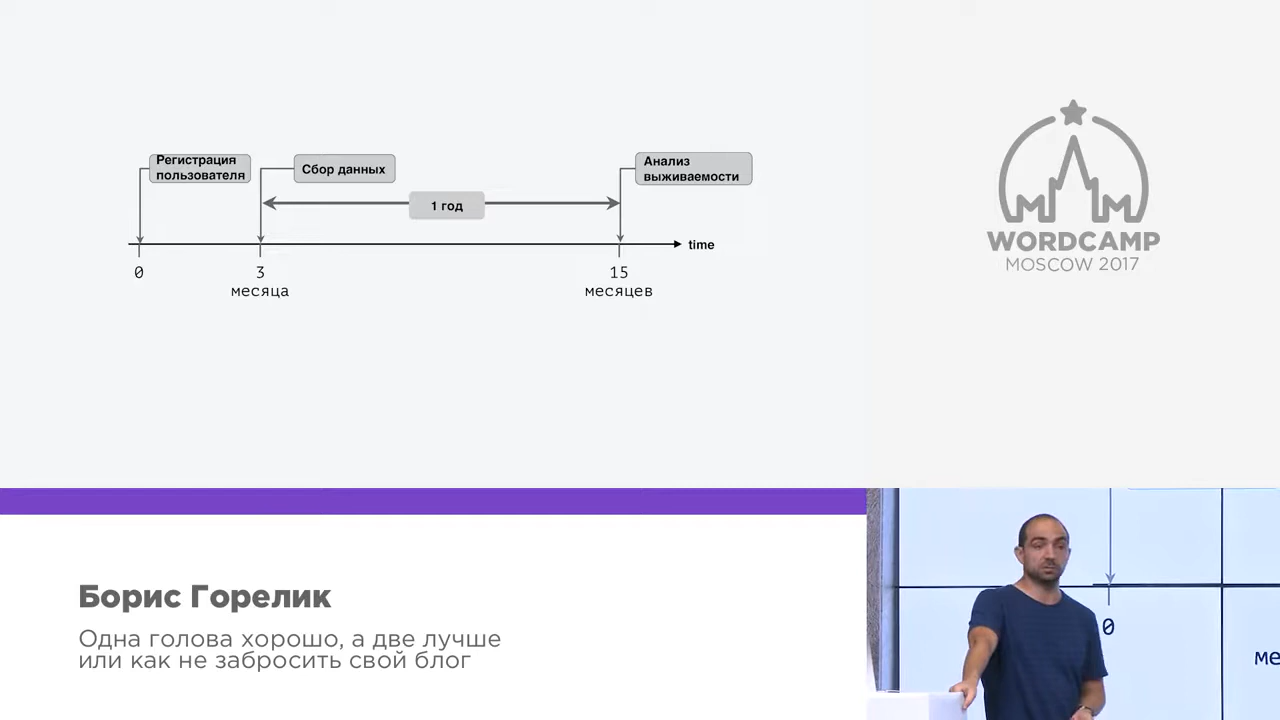 Регистрация
пользователя
Сбор данных
Анализ
выживаемости
1 год
time
0
3
месяца
15
месяцев
WORDCAMP
MOSCOW 2017
Борис Горелик
Одна голова хорошо, а две лучше
или как не забросить свой блог
0
ме